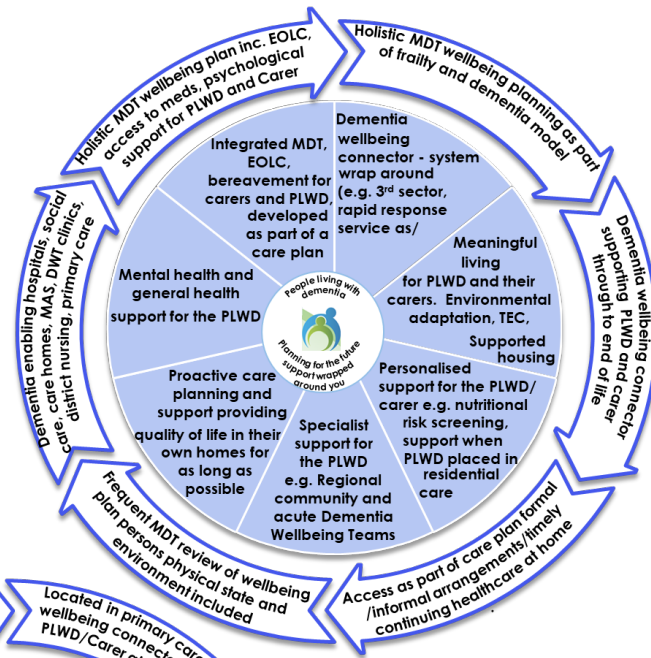 Holistic MDT wellbeing plan inc. EOLC,
access to meds, psychological
support for PLWD and Carer
Holistic MDT wellbeing planning as part
of frailty and dementia model
Dementia wellbeing connector
supporting PLWD and carer
through to end of life
Access as part of care plan formal
/informal arrangements/timely
continuing healthcare at home
Frequent MDT review of wellbeing
plan persons physical state and
environment included
Dementia enabling hospitals, social
care, care homes, MAS, DWT clinics,
district nursing, primary care
Integrated MDT,
EOLC,
bereavement for
carers and PLWD,
developed
as part of a
care plan
Dementia
wellbeing
connector - system
wrap around
(e.g. 3rd sector,
rapid response
service as/
Meaningful
living
for PLWD and their
carers. Environmental
adaptation, TEC,
Supported
housing
Personalised
support for the PLWD/
carer e.g. nutritional
risk screening,
support when
PLWD placed in
residential
care
Specialist
support for
the PLWD
e.g. Regional
community and
acute Dementia
Wellbeing Teams
Proactive care
planning and
support providing
quality of life in their
own homes for
as long as
possible
Mental health and
general health
support for the PLWD
People living with
dementia
Planning for the future
support wrapped
around you
Located in primary care
wellbeing connect
PLWD/Carer